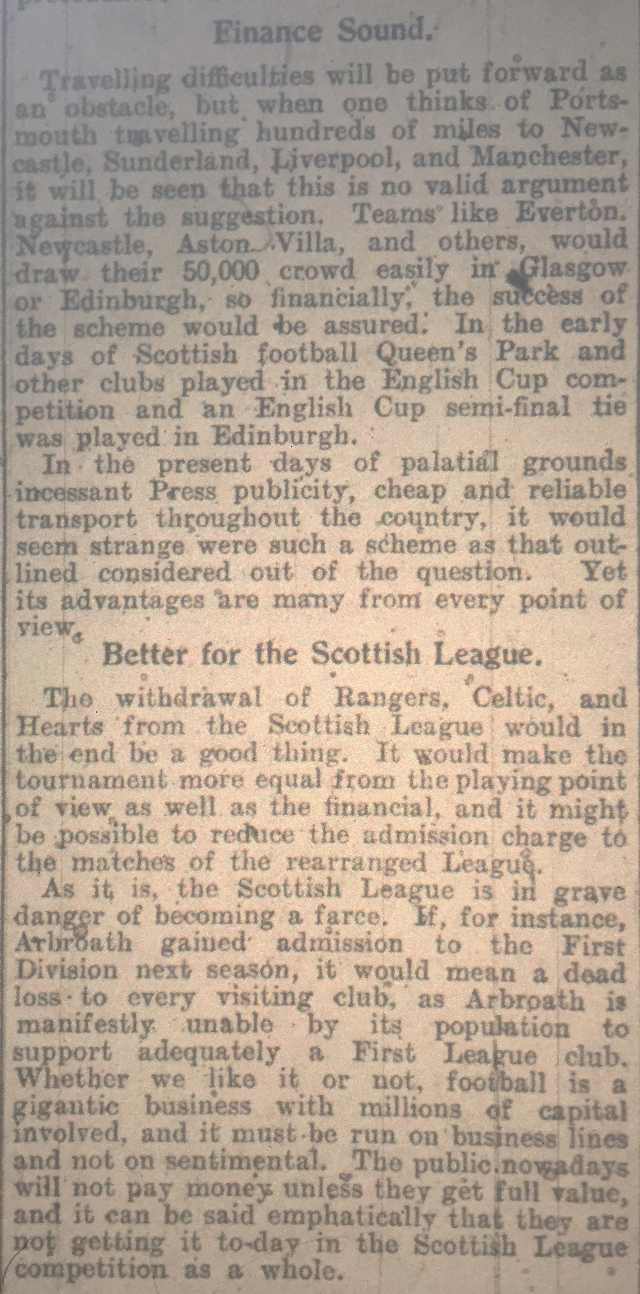 Finance Sound.
Travelling difficulties will be put forward as
an obstacle, but when one thinks of Ports-
mouth travelling hundreds of miles to New-
castle, Sunderland, Liverpool, and Manchester,
it will be seen that this is no valid argument
against the suggestion. Teams like Everton.
Newcastle, Aston Villa, and others, would
draw their 50,000 crowd easily in Glasgow
or Edinburgh, so financially, the success of
the scheme would be assured. In the early
days of Scottish football Queen's Park and
other clubs played in the English Cup com-
petition and an English Cup semi-final tie
was played in Edinburgh.
In the present days of palatial grounds
incessant Press publicity, cheap and reliable
transport throughout the country, it would
seem strange were such a scheme as that out-
lined considered out of the question. Yet
its advantages are many from every point of
view.
Better for the Scottish League.
The withdrawal of Rangers, Celtic, and
Hearts from the Scottish League would in
the end be a good thing. It would make the
tournament more equal from the playing point
of view as well as the financial, and it might
be possible to reduce the admission charge to
the matches of the rearranged League.
As it is, the Scottish League is in grave
danger of becoming a farce. If, for instance,
Arbroath gained admission to the First
Division next season, it would mean a dead
loss to every visiting club, as Arbroath is
manifestly unable by its population to
support adequately a First League club.
Whether we like it or not, football is a
gigantic business with millions of capital
involved, and it must be run on business lines
and not on sentimental. The public nowadays
will not pay money unless they get full value,
and it can be said emphatically that they are
not getting it to-day in the Scottish League
competition as a whole.